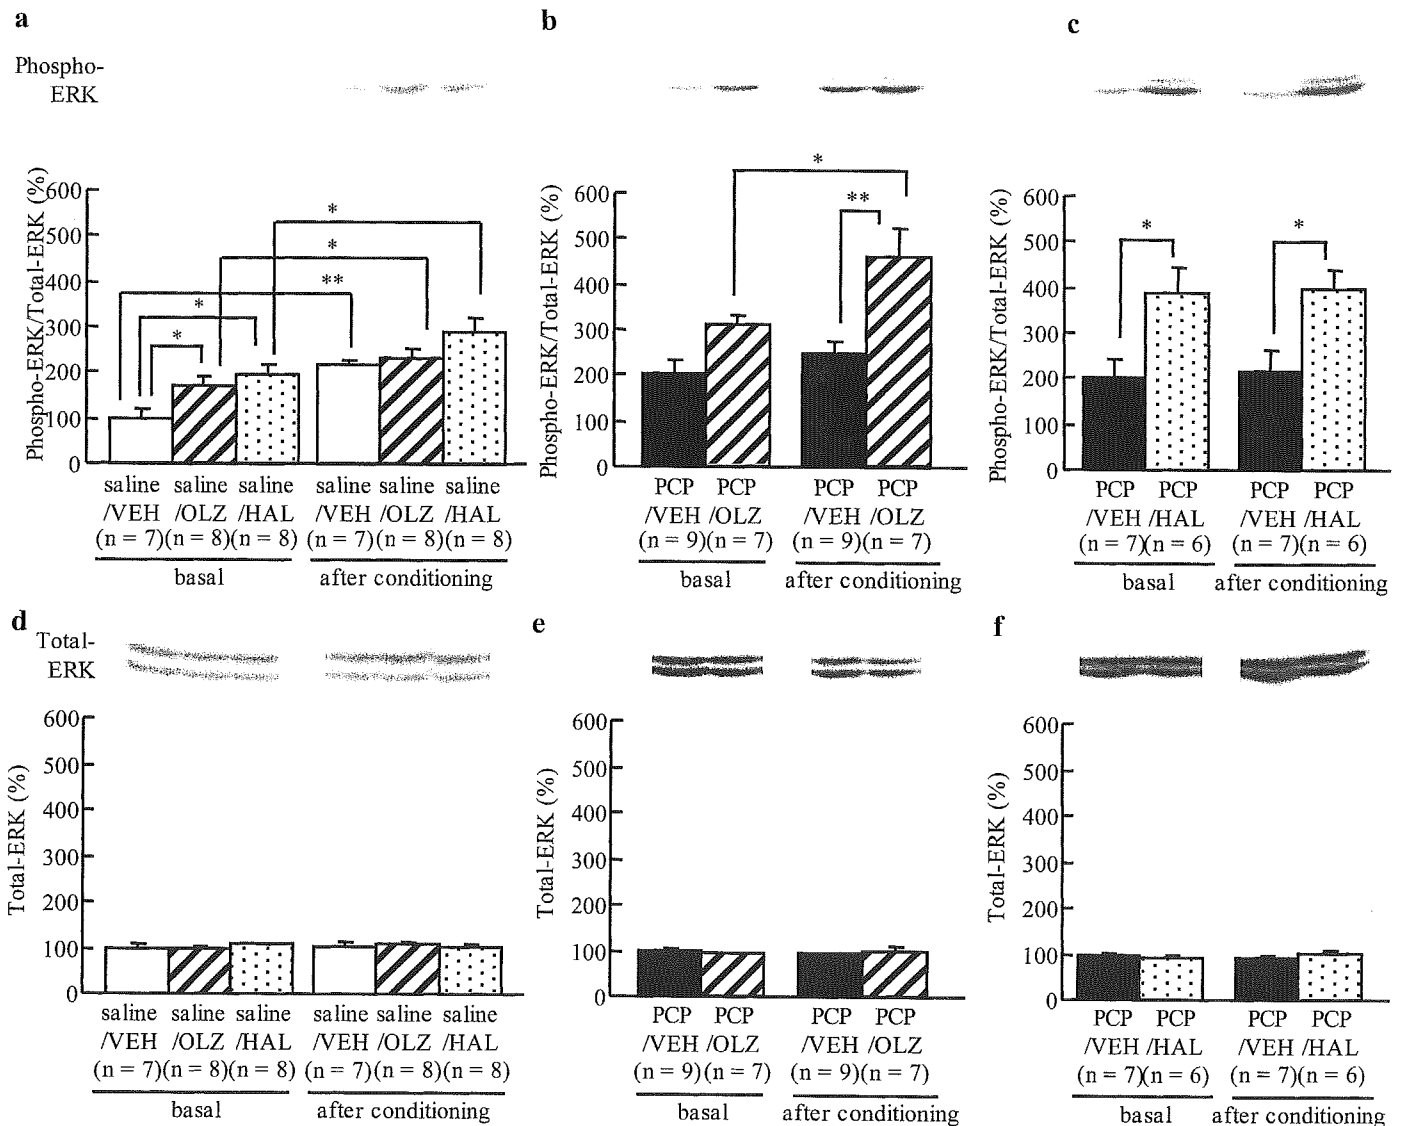 a
Phospho-
ERK
Phospho-ERK/Total-ERK (%)
600
500
400
300
200
100
0
*
*
**
*
*
saline saline saline saline saline saline
/VEH /OLZ /HAL /VEH /OLZ /HAL
(n = 7)(n = 8)(n = 8) (n = 7)(n = 8)(n = 8)
basal after conditioning
b
Phospho-ERK/Total-ERK (%)
600
500
400
300
200
100
0
*
**
PCP PCP PCP PCP
/VEH /OLZ /VEH /OLZ
(n = 9)(n = 7) (n = 9)(n = 7)
basal after conditioning
c
Phospho-ERK/Total-ERK (%)
600
500
400
300
200
100
0
*
*
PCP PCP PCP PCP
/VEH /HAL /VEH /HAL
(n = 7)(n = 6) (n = 7)(n = 6)
basal after conditioning
d
Total-
ERK
Total-ERK (%)
600
500
400
300
200
100
0
saline saline saline saline saline saline
/VEH /OLZ /HAL /VEH /OLZ /HAL
(n = 7)(n = 8)(n = 8) (n = 7)(n = 8)(n = 8)
basal after conditioning
e
Total-ERK (%)
600
500
400
300
200
100
0
PCP PCP PCP PCP
/VEH /OLZ /VEH /OLZ
(n = 9)(n = 7) (n = 9)(n = 7)
basal after conditioning
f
Total-ERK (%)
600
500
400
300
200
100
0
PCP PCP PCP PCP
/VEH /HAL /VEH /HAL
(n = 7)(n = 6) (n = 7)(n = 6)
basal after conditioning